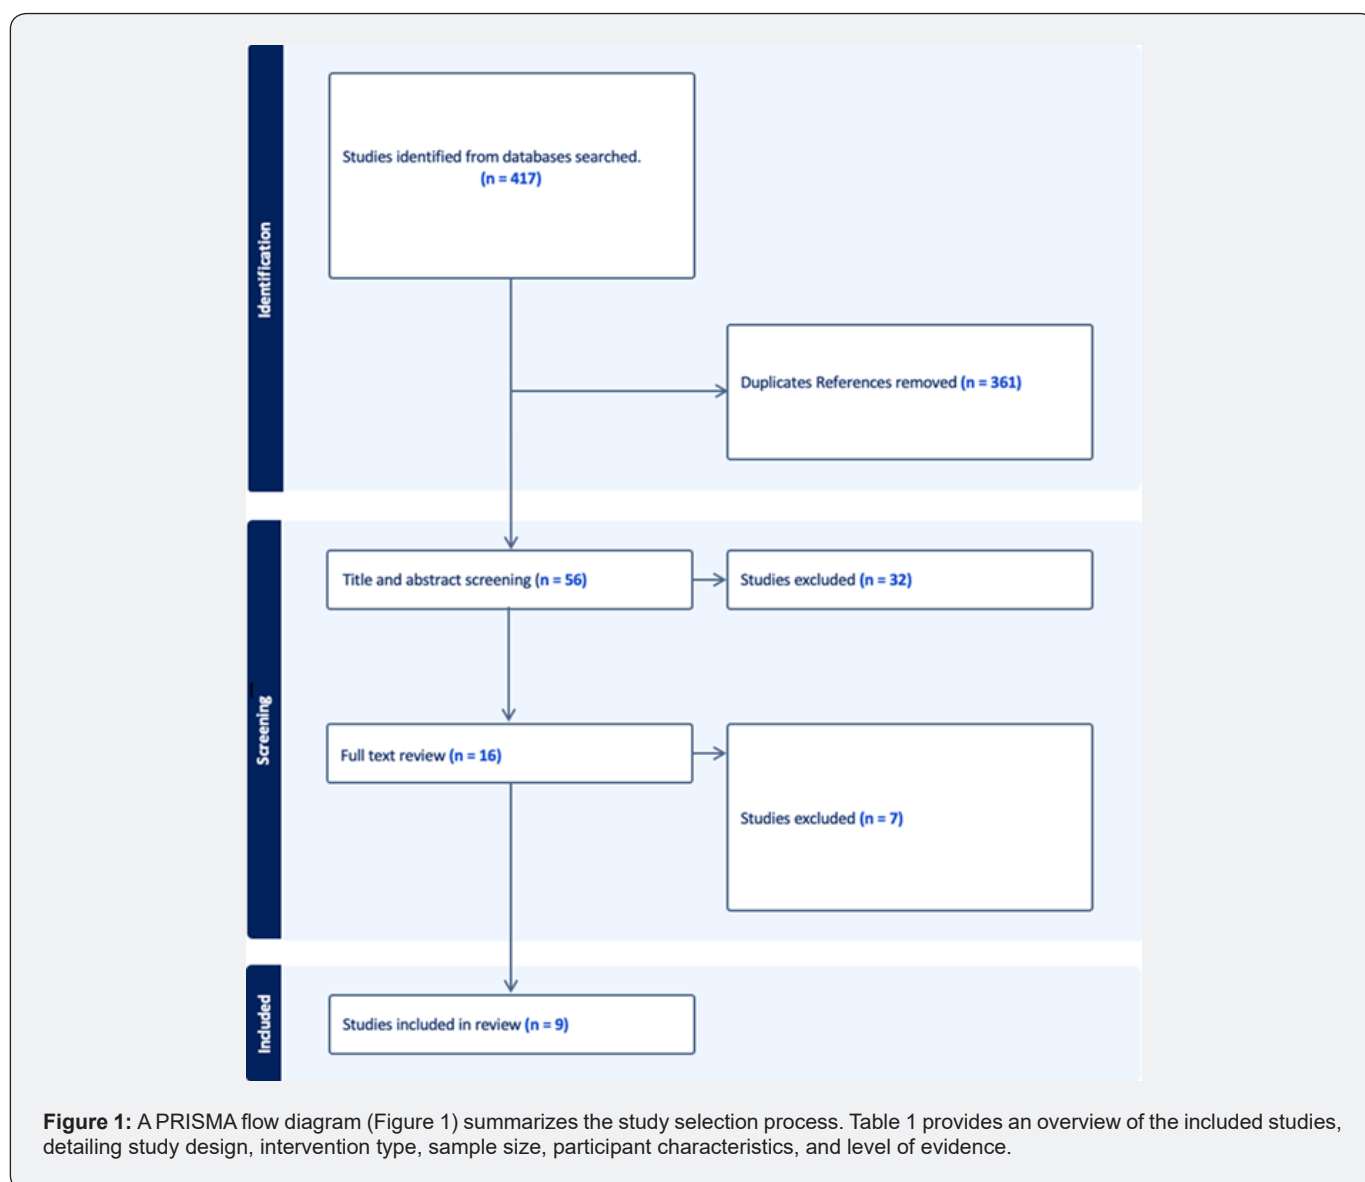 Identification
Studies identified from databases searched.
(n = 417)
Duplicates References removed (n = 361)
Screening
Title and abstract screening (n = 56)
Studies excluded (n = 32)
Full text review (n = 16)
Studies excluded (n = 7)
Included
Studies included in review (n = 9)
Figure 1: A PRISMA flow diagram (Figure 1) summarizes the study selection process. Table 1 provides an overview of the included studies,
detailing study design, intervention type, sample size, participant characteristics, and level of evidence.